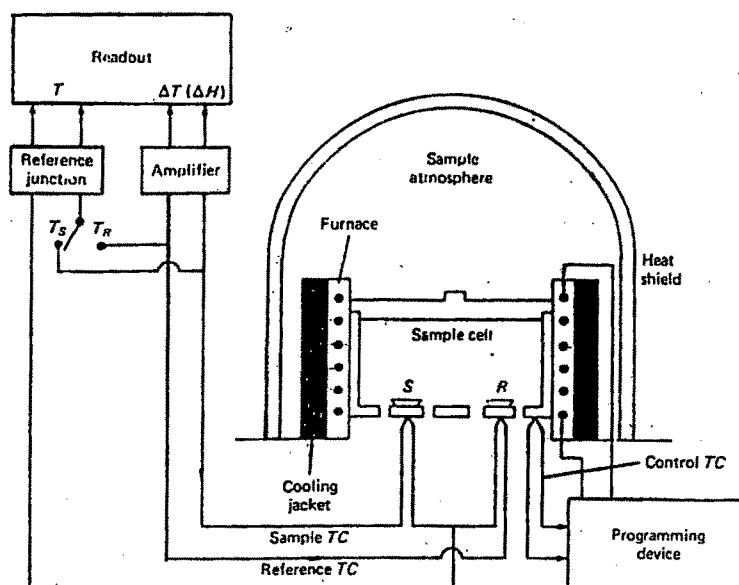 Readout
T
ΔT (ΔH)
Reference
junction
Amplifier
T_S
T_R
Sample
atmosphere
Furnace
Heat
shield
Sample cell
S
R
Cooling
jacket
Control TC
Sample TC
Reference TC
Programming
device